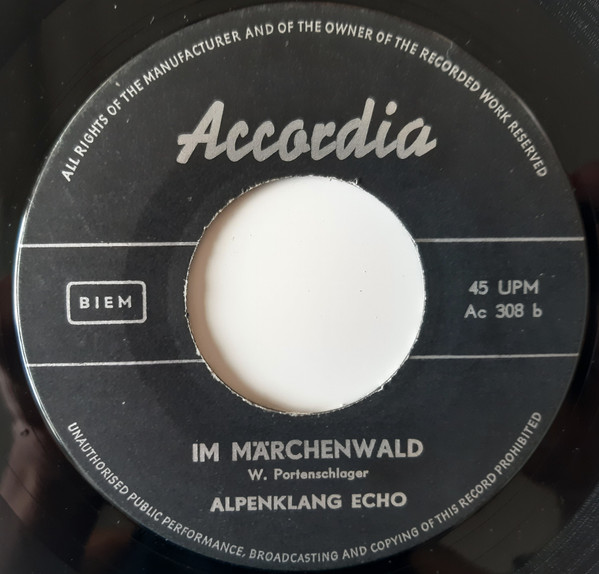 ALL RIGHTS OF THE MANUFACTURER AND OF THE OWNER OF THE RECORDED WORK RESERVED
Accordia
BIEM
45 UPM
Ac 308 b
IM MÄRCHENWALD
W. Portenschlager
ALPENKLANG ECHO
UNAUTHORISED PUBLIC PERFORMANCE, BROADCASTING AND COPYING OF THIS RECORD PROHIBITED